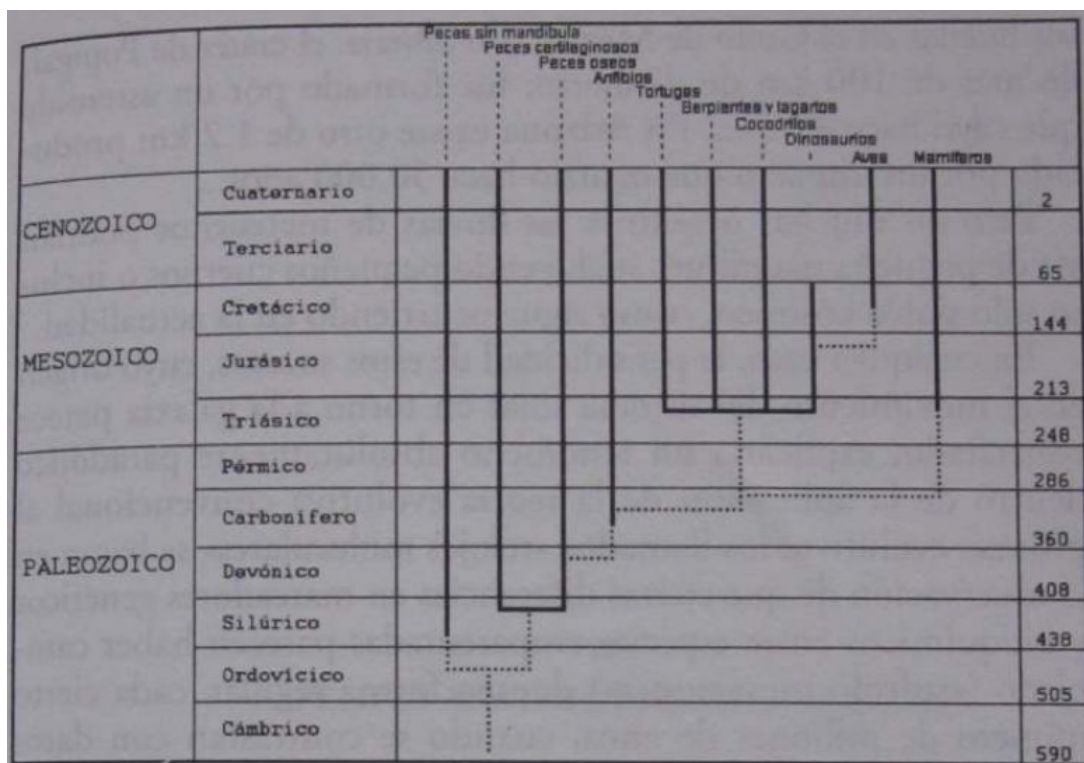 Peces sin mandíbula
Peces cartilaginosos
Peces oseos
Anfibios
Tortugas
Serpientes y lagartos
Cocodrilos
Dinosaurios
Aves Mamíferos
CENOZOICO
Cuaternario 2
Terciario 65
MESOZOICO
Cretácico 144
Jurásico 213
Triásico 248
PALEOZOICO
Pérmico 286
Carbonífero 360
Devónico 408
Silúrico 438
Ordovícico 505
Cámbrico 590